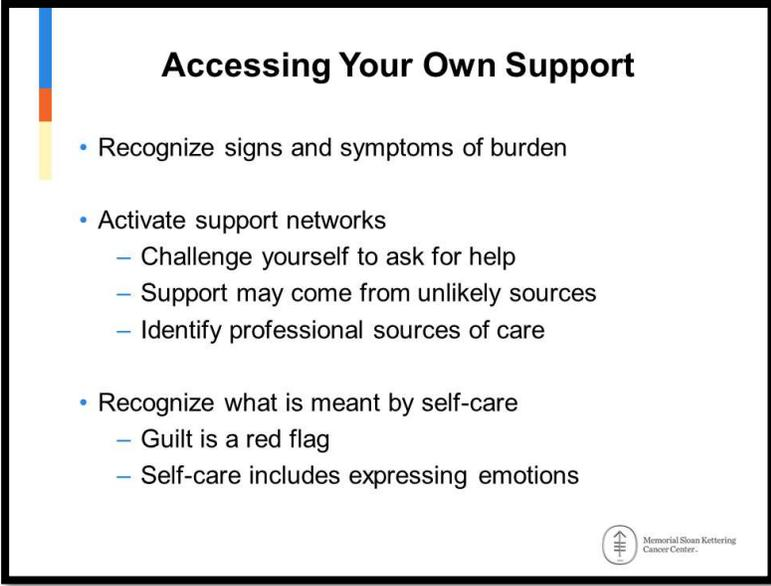 Accessing Your Own Support
• Recognize signs and symptoms of burden
• Activate support networks
– Challenge yourself to ask for help
– Support may come from unlikely sources
– Identify professional sources of care
• Recognize what is meant by self-care
– Guilt is a red flag
– Self-care includes expressing emotions
Memorial Sloan Kettering
Cancer Center.